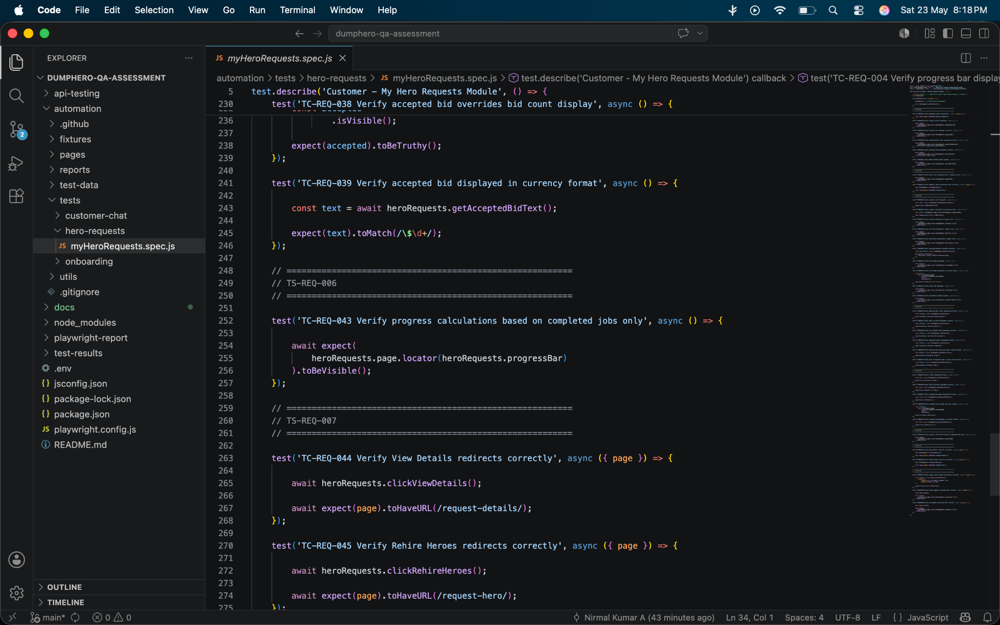 Code File Edit Selection View Go Run Terminal Window Help Sat 23 May 8:18 PM
dumphero-qa-assessment
EXPLORER
DUMPHERO-QA-ASSESSMENT
api-testing
automation
.github
fixtures
pages
reports
test-data
tests
customer-chat
hero-requests
JS myHeroRequests.spec.js
onboarding
utils
.gitignore
docs
node_modules
playwright-report
test-results
.env
{} jsconfig.json
{} package-lock.json
{} package.json
JS playwright.config.js
README.md
OUTLINE
TIMELINE
2
JS myHeroRequests.spec.js
automation > tests > hero-requests > JS myHeroRequests.spec.js > test.describe('Customer - My Hero Requests Module') callback > test('TC-REQ-004 Verify progress bar display
5 test.describe('Customer - My Hero Requests Module', () => {
230 test('TC-REQ-038 Verify accepted bid overrides bid count display', async () => {
236 .isVisible();
237
238 expect(accepted).toBeTruthy();
239 });
240
241 test('TC-REQ-039 Verify accepted bid displayed in currency format', async () => {
242
243 const text = await heroRequests.getAcceptedBidText();
244
245 expect(text).toMatch(/\$\d+/);
246 });
247
248 // =========================================================
249 // TS-REQ-006
250 // =========================================================
251
252 test('TC-REQ-043 Verify progress calculations based on completed jobs only', async () => {
253
254 await expect(
255 heroRequests.page.locator(heroRequests.progressBar)
256 ).toBeVisible();
257 });
258
259 // =========================================================
260 // TS-REQ-007
261 // =========================================================
262
263 test('TC-REQ-044 Verify View Details redirects correctly', async ({ page }) => {
264
265 await heroRequests.clickViewDetails();
266
267 await expect(page).toHaveURL(/request-details/);
268 });
269
270 test('TC-REQ-045 Verify Rehire Heroes redirects correctly', async ({ page }) => {
271
272 await heroRequests.clickRehireHeroes();
273
274 await expect(page).toHaveURL(/request-hero/);
275 });
main* 0 0 Nirmal Kumar A (43 minutes ago) Ln 34, Col 1 Spaces: 4 UTF-8 LF {} JavaScript